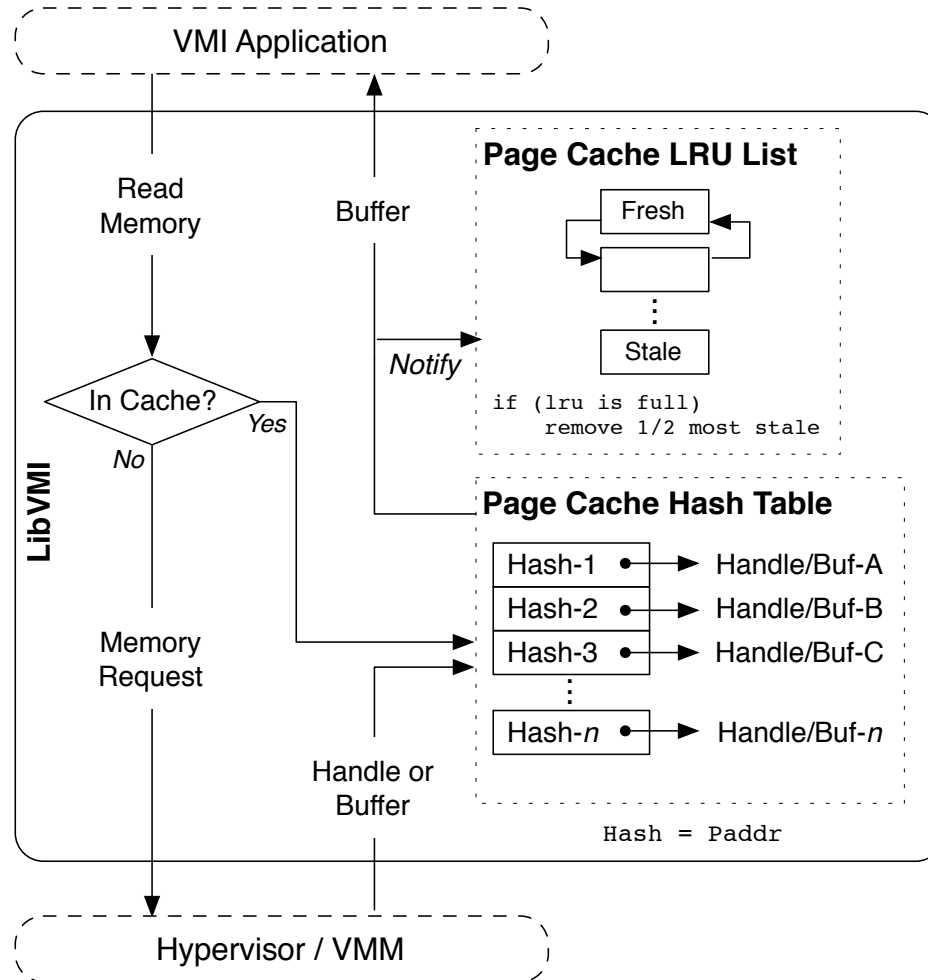 VMI Application
Read
Memory
Buffer
Page Cache LRU List
Fresh
Stale
Notify
if (lru is full)
    remove 1/2 most stale
In Cache?
Yes
No
LibVMI
Page Cache Hash Table
Hash-1 Handle/Buf-A
Hash-2 Handle/Buf-B
Hash-3 Handle/Buf-C
Hash-n Handle/Buf-n
Memory
Request
Handle or
Buffer
Hash = Paddr
Hypervisor / VMM